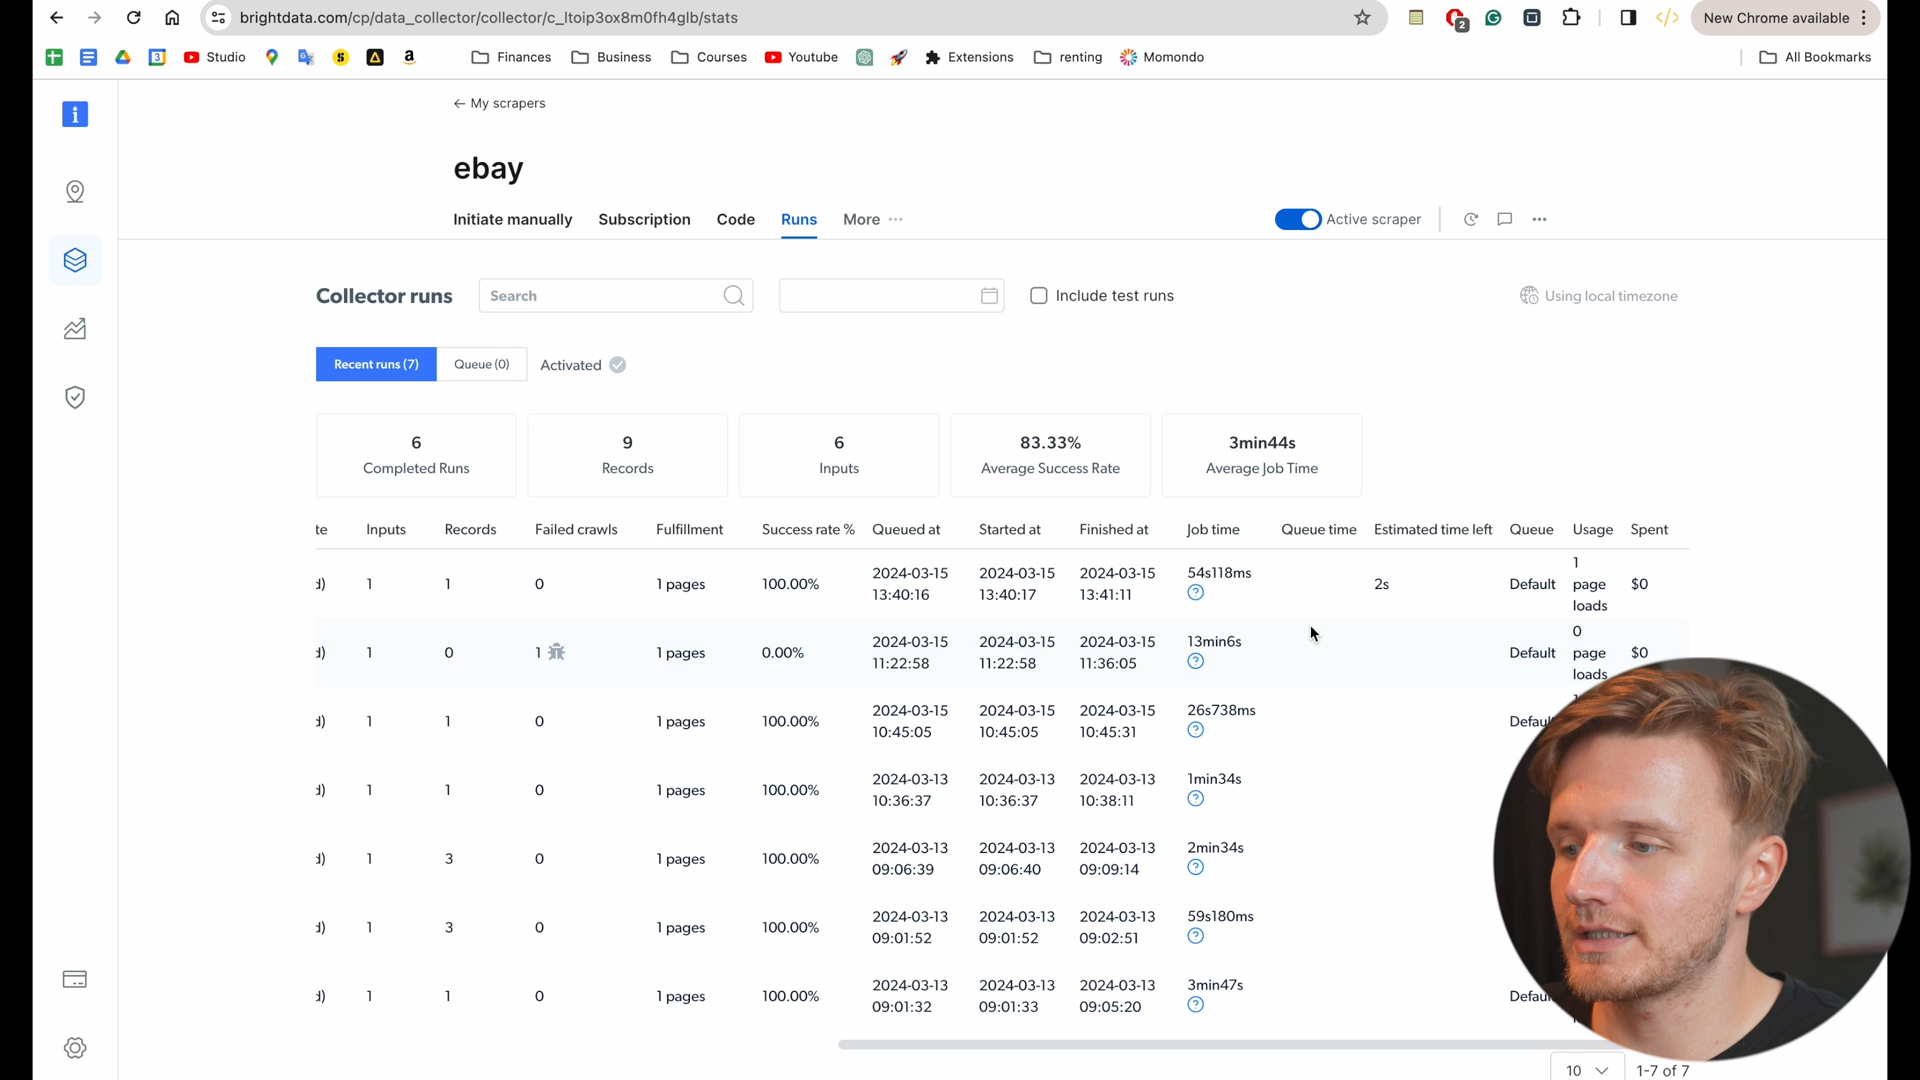 brightdata.com/cp/data_collector/collector/c_ltoip3ox8m0fh4glb/stats
2
New Chrome available
3
Studio
Finances
Business
Courses
Youtube
Extensions
renting
Momondo
All Bookmarks
i
← My scrapers
ebay
Initiate manually
Subscription
Code
Runs
More ···
Active scraper
Collector runs
Search
Include test runs
Using local timezone
Recent runs (7)
Queue (0)
Activated
6
Completed Runs
9
Records
6
Inputs
83.33%
Average Success Rate
3min44s
Average Job Time
te Inputs Records Failed crawls Fulfillment Success rate % Queued at Started at Finished at Job time Queue time Estimated time left Queue Usage Spent
d) 1 1 0 1 pages 100.00% 2024-03-15 13:40:16 2024-03-15 13:40:17 2024-03-15 13:41:11 54s118ms 2s Default 1 page loads $0
d) 1 0 1 1 pages 0.00% 2024-03-15 11:22:58 2024-03-15 11:22:58 2024-03-15 11:36:05 13min6s Default 0 page loads $0
d) 1 1 0 1 pages 100.00% 2024-03-15 10:45:05 2024-03-15 10:45:05 2024-03-15 10:45:31 26s738ms Defau
d) 1 1 0 1 pages 100.00% 2024-03-13 10:36:37 2024-03-13 10:36:37 2024-03-13 10:38:11 1min34s
d) 1 3 0 1 pages 100.00% 2024-03-13 09:06:39 2024-03-13 09:06:40 2024-03-13 09:09:14 2min34s
d) 1 3 0 1 pages 100.00% 2024-03-13 09:01:52 2024-03-13 09:01:52 2024-03-13 09:02:51 59s180ms
d) 1 1 0 1 pages 100.00% 2024-03-13 09:01:32 2024-03-13 09:01:33 2024-03-13 09:05:20 3min47s Defau
10
1-7 of 7